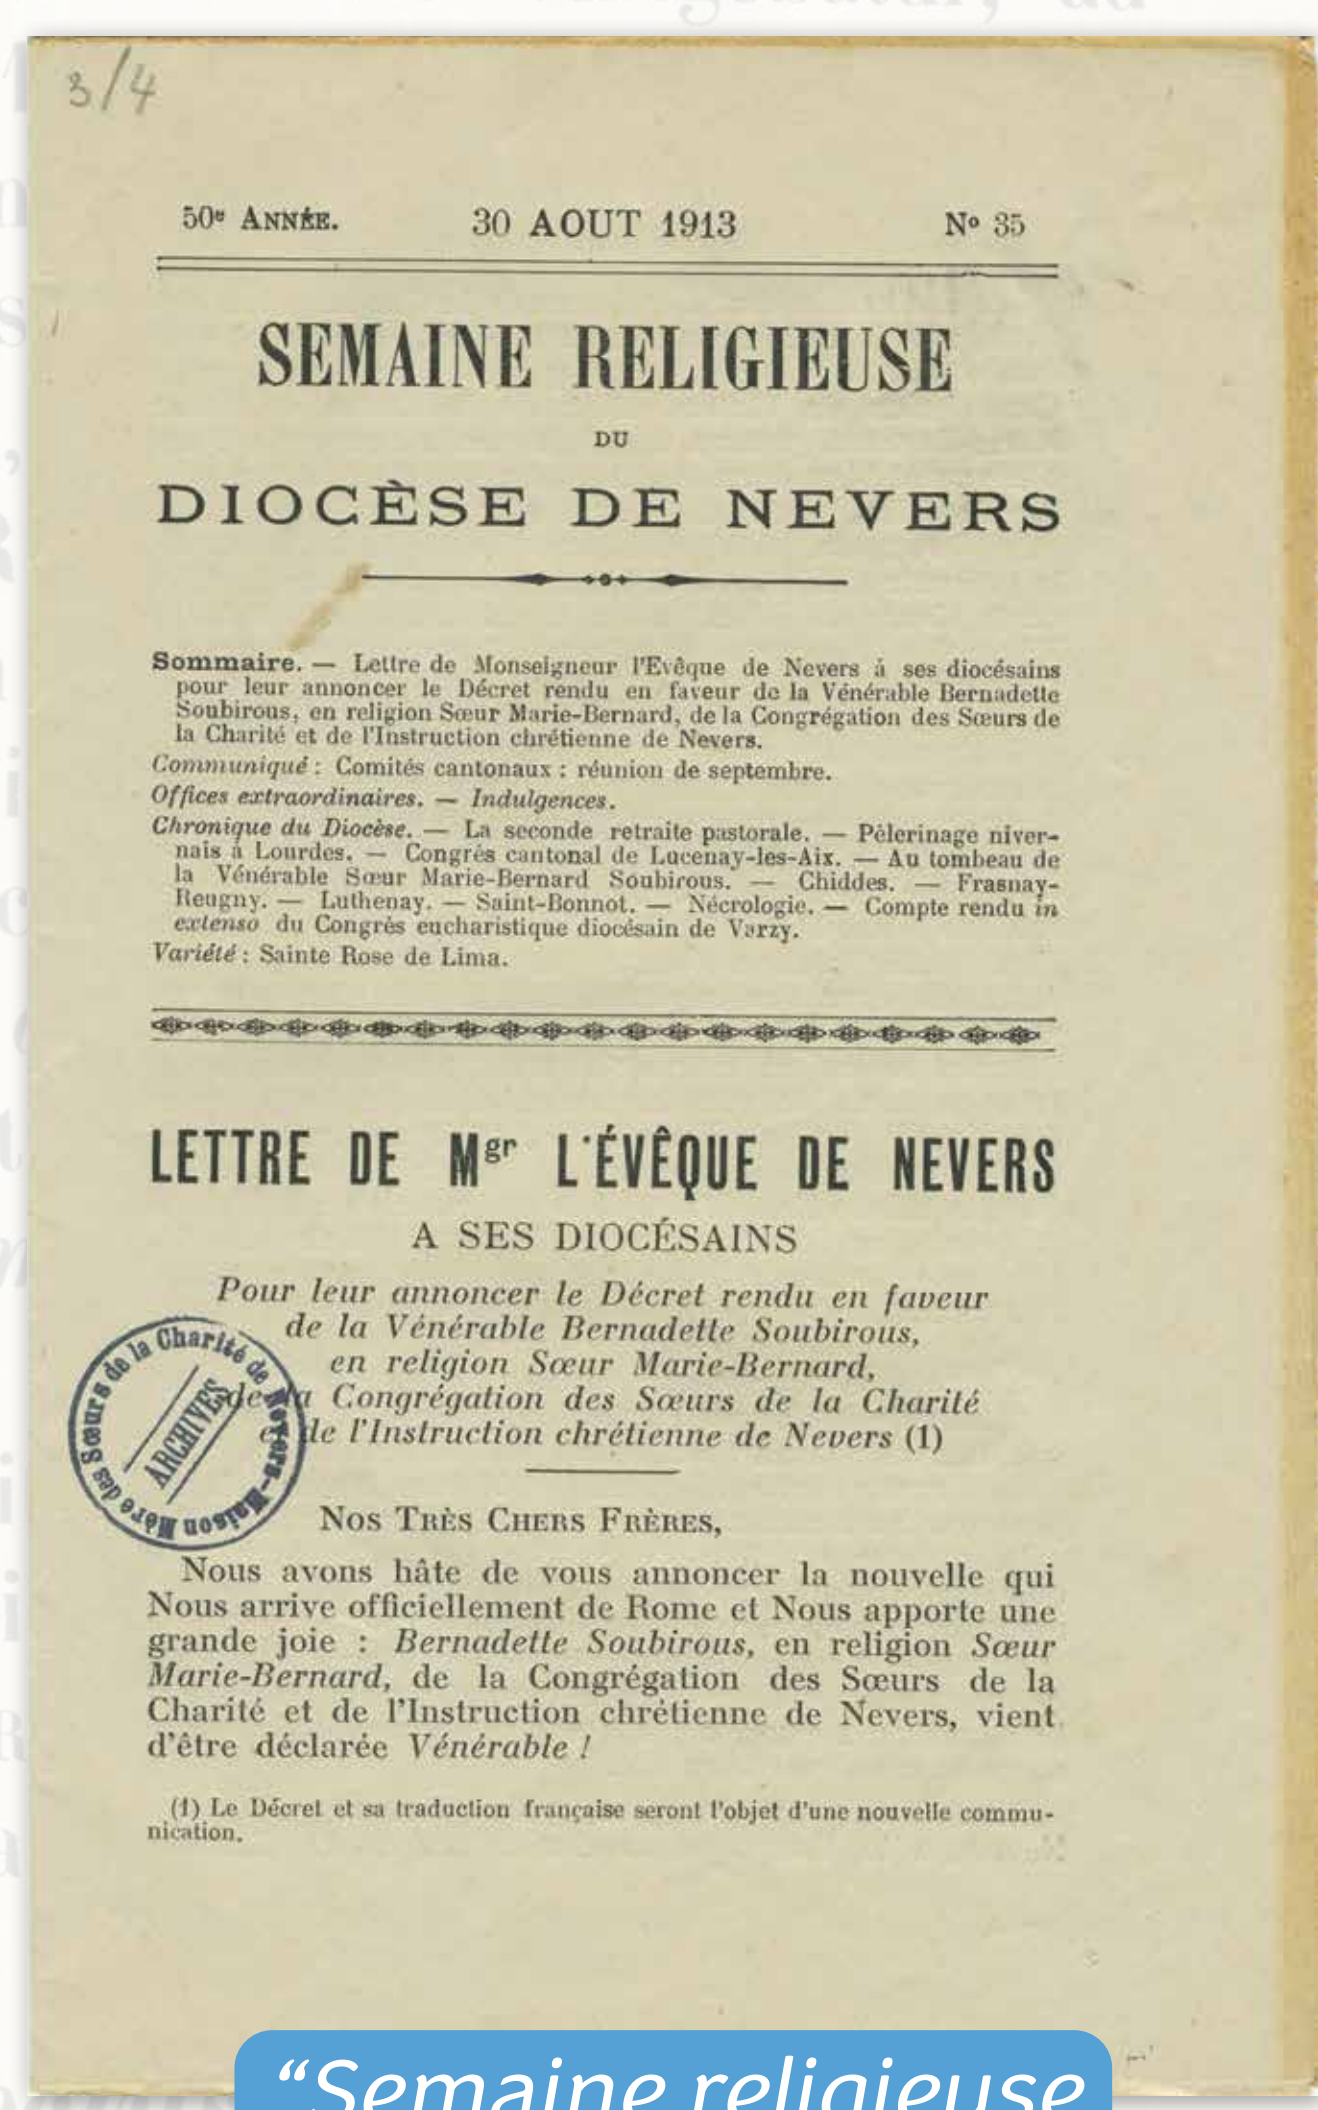 3/4
50e ANNÉE. 30 AOUT 1913 No 35
SEMAINE RELIGIEUSE
DU
DIOCÈSE DE NEVERS
Sommaire. — Lettre de Monseigneur l'Evêque de Nevers à ses diocésains
pour leur annoncer le Décret rendu en faveur de la Vénérable Bernadette
Soubirous, en religion Sœur Marie-Bernard, de la Congrégation des Sœurs de
la Charité et de l'Instruction chrétienne de Nevers.
Communiqué : Comités cantonaux : réunion de septembre.
Offices extraordinaires. — Indulgences.
Chronique du Diocèse. — La seconde retraite pastorale. — Pèlerinage niver-
nais à Lourdes. — Congrès cantonal de Lucenay-les-Aix. — Au tombeau de
la Vénérable Sœur Marie-Bernard Soubirous. — Chiddes. — Frasnay-
Reugny. — Luthenay. — Saint-Bonnot. — Nécrologie. — Compte rendu in
extenso du Congrès eucharistique diocésain de Varzy.
Variété : Sainte Rose de Lima.
LETTRE DE Mgr L'ÉVÊQUE DE NEVERS
A SES DIOCÉSAINS
Pour leur annoncer le Décret rendu en faveur
de la Vénérable Bernadette Soubirous,
en religion Sœur Marie-Bernard,
de la Congrégation des Sœurs de la Charité
et de l'Instruction chrétienne de Nevers (1)
Maison Mère des Sœurs de la Charité de Nevers-
ARCHIVES
NOS TRÈS CHERS FRÈRES,
Nous avons hâte de vous annoncer la nouvelle qui
Nous arrive officiellement de Rome et Nous apporte une
grande joie : Bernadette Soubirous, en religion Sœur
Marie-Bernard, de la Congrégation des Sœurs de la
Charité et de l'Instruction chrétienne de Nevers, vient
d'être déclarée Vénérable !
(1) Le Décret et sa traduction française seront l'objet d'une nouvelle commu-
nication.
“Semaine religieuse